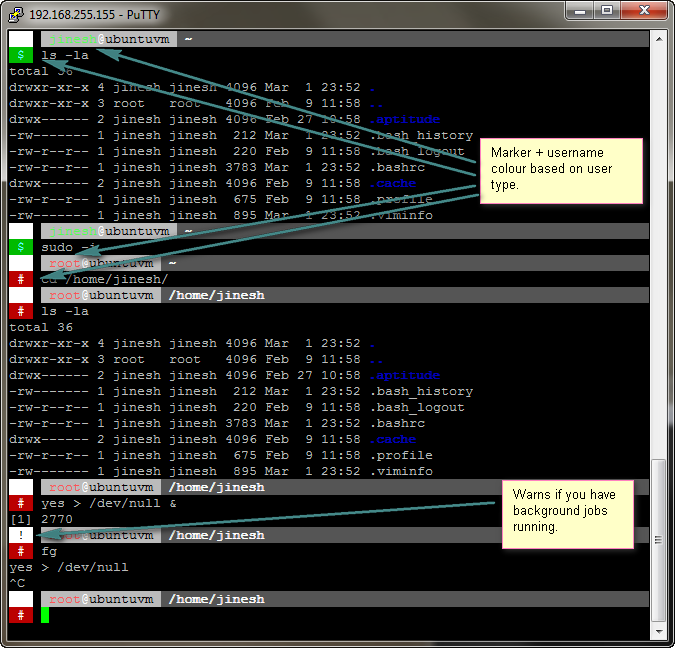 192.168.255.155 - PuTTY
jinesh@ubuntuvm ~
$ ls -la
total 36
drwxr-xr-x 4 jinesh jinesh 4096 Mar 1 23:52 .
drwxr-xr-x 3 root root 4096 Feb 9 11:58 ..
drwx------ 2 jinesh jinesh 4096 Feb 27 10:58 .aptitude
-rw------- 1 jinesh jinesh 212 Mar 1 23:52 .bash_history
-rw-r--r-- 1 jinesh jinesh 220 Feb 9 11:58 .bash_logout
-rw-r--r-- 1 jinesh jinesh 3783 Mar 1 23:52 .bashrc
drwx------ 2 jinesh jinesh 4096 Feb 9 11:58 .cache
-rw-r--r-- 1 jinesh jinesh 675 Feb 9 11:58 .profile
-rw------- 1 jinesh jinesh 895 Mar 1 23:52 .viminfo
Marker + username
colour based on user
type.
jinesh@ubuntuvm ~
$ sudo -i
root@ubuntuvm ~
# cd /home/jinesh/
root@ubuntuvm /home/jinesh
# ls -la
total 36
drwxr-xr-x 4 jinesh jinesh 4096 Mar 1 23:52 .
drwxr-xr-x 3 root root 4096 Feb 9 11:58 ..
drwx------ 2 jinesh jinesh 4096 Feb 27 10:58 .aptitude
-rw------- 1 jinesh jinesh 212 Mar 1 23:52 .bash_history
-rw-r--r-- 1 jinesh jinesh 220 Feb 9 11:58 .bash_logout
-rw-r--r-- 1 jinesh jinesh 3783 Mar 1 23:52 .bashrc
drwx------ 2 jinesh jinesh 4096 Feb 9 11:58 .cache
-rw-r--r-- 1 jinesh jinesh 675 Feb 9 11:58 .profile
-rw------- 1 jinesh jinesh 895 Mar 1 23:52 .viminfo
root@ubuntuvm /home/jinesh
# yes > /dev/null &
[1] 2770
! root@ubuntuvm /home/jinesh
Warns if you have
background jobs
running.
# fg
yes > /dev/null
^C
root@ubuntuvm /home/jinesh
#